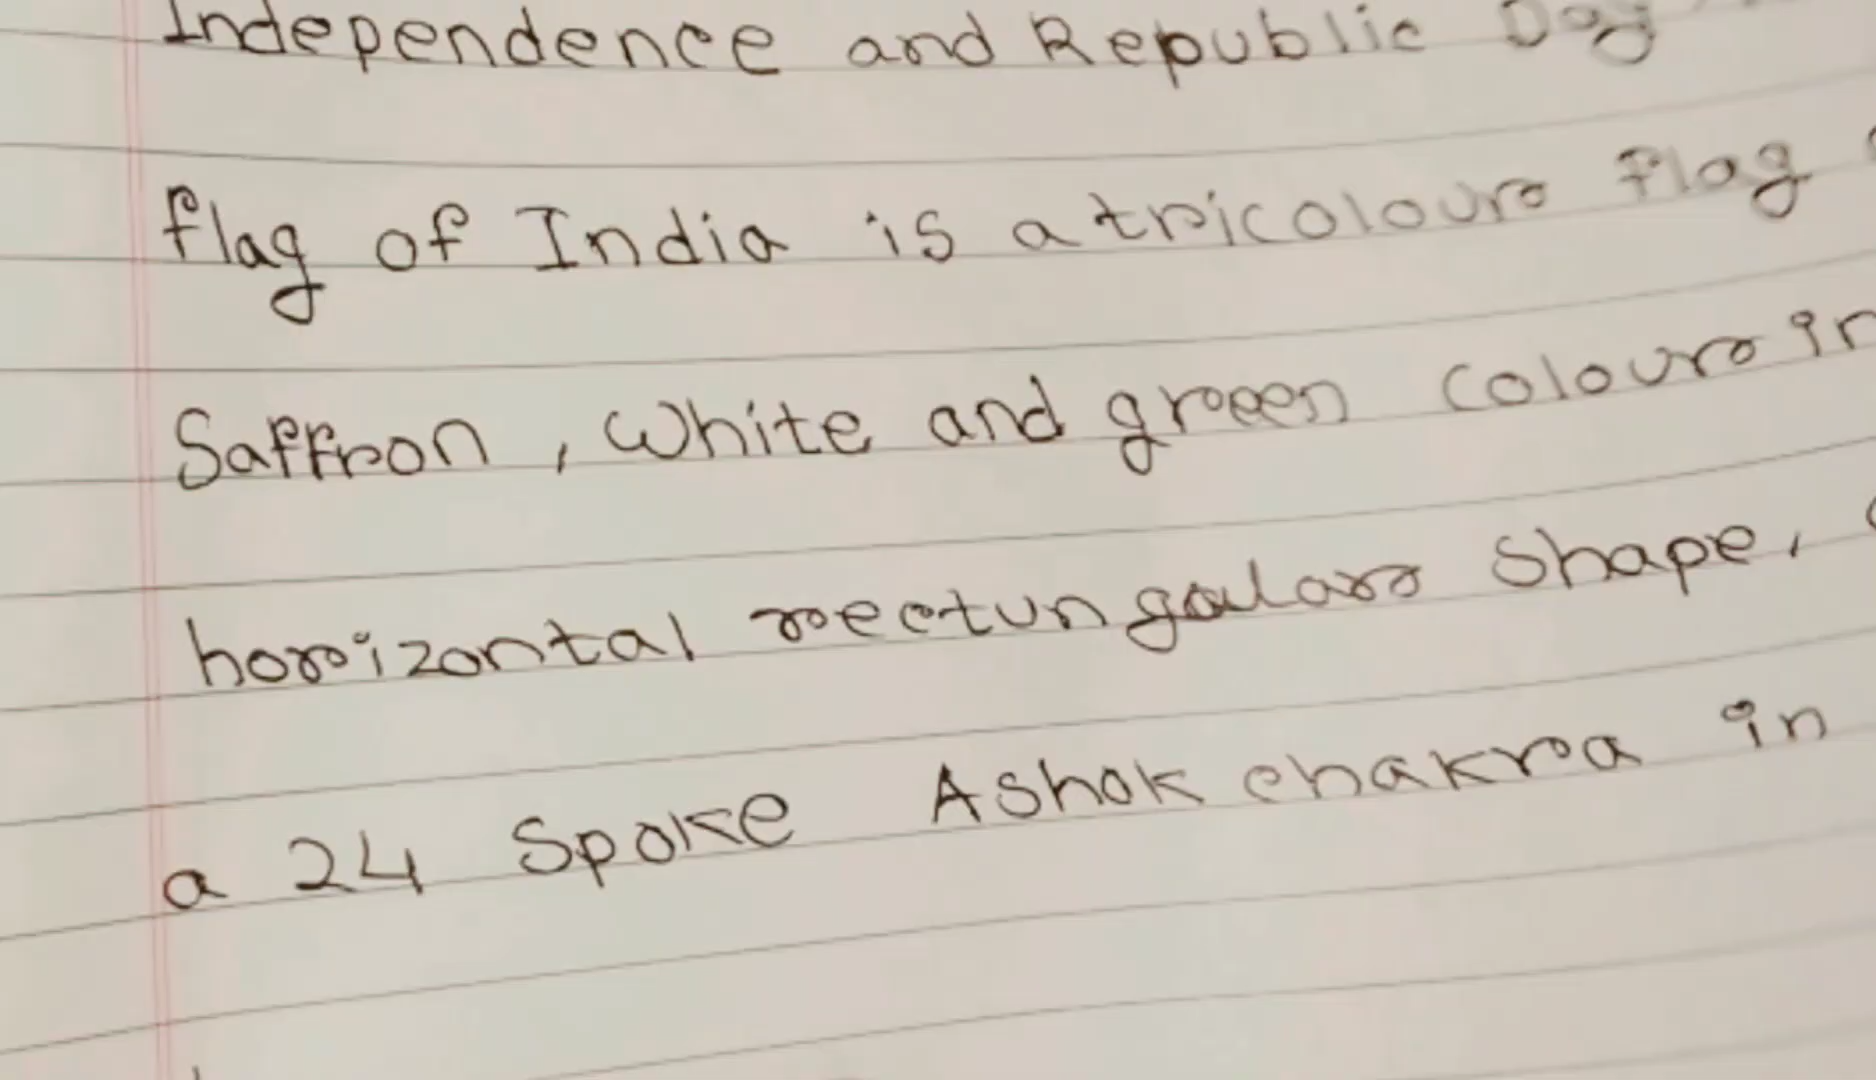 Independence and Republic Day
flag of India is a tricolour flag
Saffron, White and green colour in
horizontal rectungular shape.
a 24 Spoke Ashok chakra in